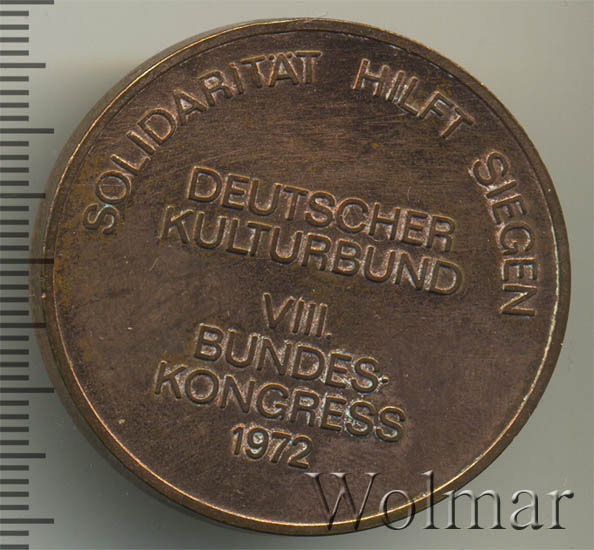 SOLIDARITÄT HILFT SIEGEN
DEUTSCHER
KULTURBUND
VIII.
BUNDES-
KONGRESS
1972
Wolmar